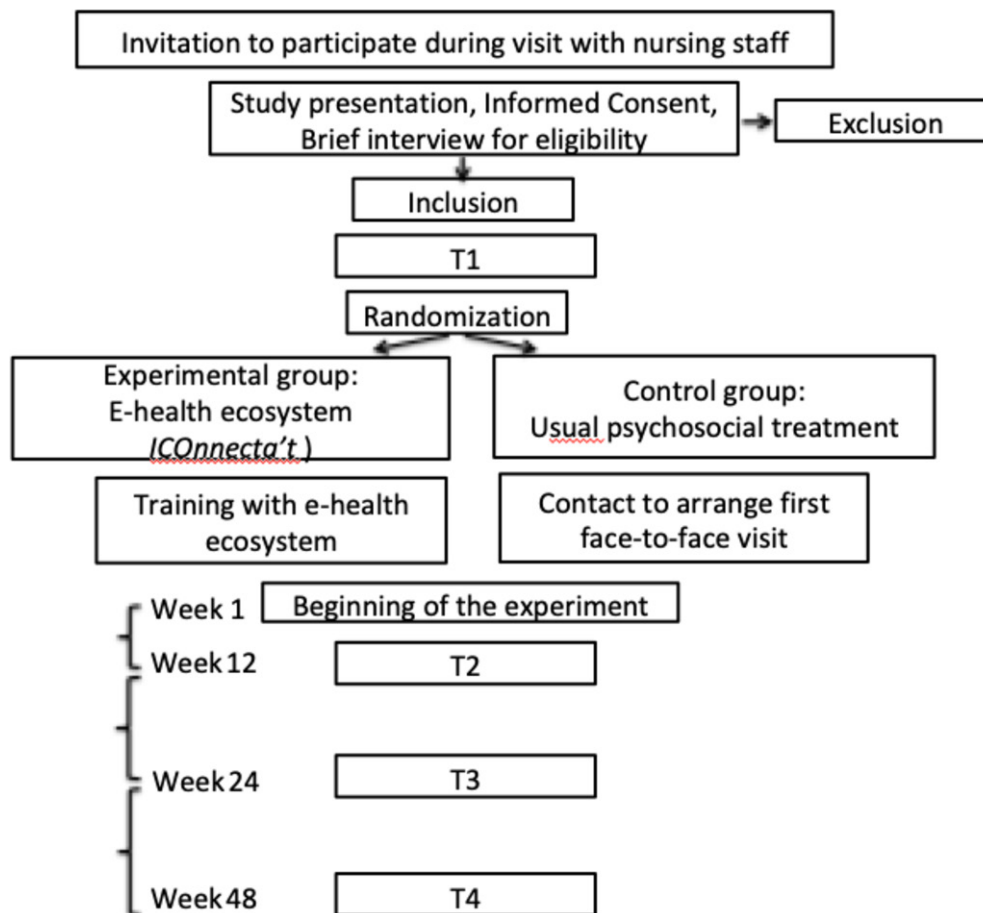 Invitation to participate during visit with nursing staff
Study presentation, Informed Consent,
Brief interview for eligibility
Exclusion
Inclusion
T1
Randomization
Experimental group:
E-health ecosystem
ICOnnecta't )
Control group:
Usual psychosocial treatment
Training with e-health
ecosystem
Contact to arrange first
face-to-face visit
Week 1
Beginning of the experiment
Week 12
T2
Week 24
T3
Week 48
T4